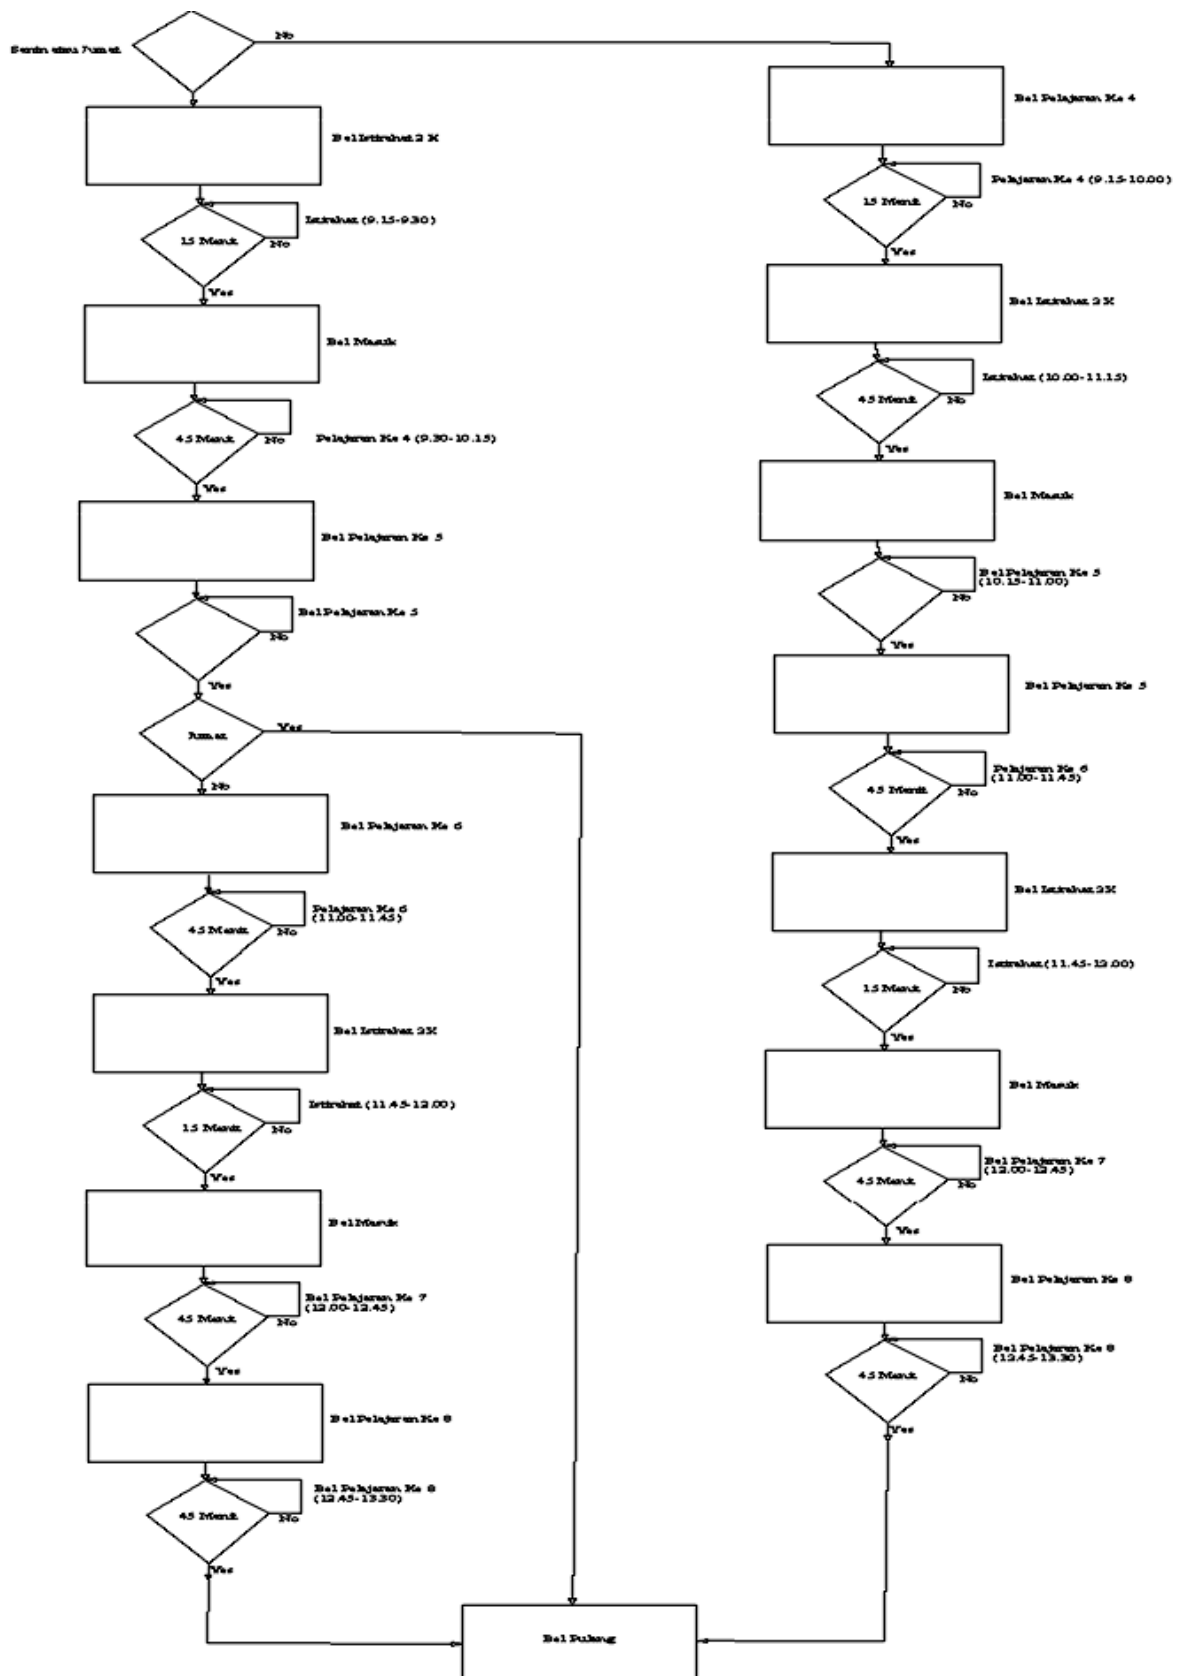 Senin atau Jumat
No
Bel Istirahat 2 X
Istirahat (9.15-9.30)
15 Menit
No
Yes
Bel Masuk
45 Menit
No
Pelajaran Ke 4 (9.30-10.15)
Yes
Bel Pelajaran Ke 5
Bel Pelajaran Ke 5
No
Yes
Jumat
Yes
No
Bel Pelajaran Ke 6
Pelajaran Ke 6
(11.00-11.45)
45 Menit
No
Yes
Bel Istirahat 2X
Istirahat (11.45-12.00)
15 Menit
No
Yes
Bel Masuk
Bel Pelajaran Ke 7
(12.00-12.45)
45 Menit
No
Yes
Bel Pelajaran Ke 8
Bel Pelajaran Ke 8
(12.45-13.30)
45 Menit
No
Yes
Bel Pelajaran Ke 4
Pelajaran Ke 4 (9.15-10.00)
15 Menit
No
Yes
Bel Istirahat 2 X
Istirahat (10.00-11.15)
45 Menit
No
Yes
Bel Masuk
Bel Pelajaran Ke 5
(10.15-11.00)
No
Yes
Bel Pelajaran Ke 5
Pelajaran Ke 6
(11.00-11.45)
45 Menit
No
Yes
Bel Istirahat 2X
Istirahat (11.45-12.00)
15 Menit
No
Yes
Bel Masuk
Bel Pelajaran Ke 7
(12.00-12.45)
45 Menit
No
Yes
Bel Pelajaran Ke 8
Bel Pelajaran Ke 8
(12.45-13.30)
45 Menit
No
Yes
Bel Pulang